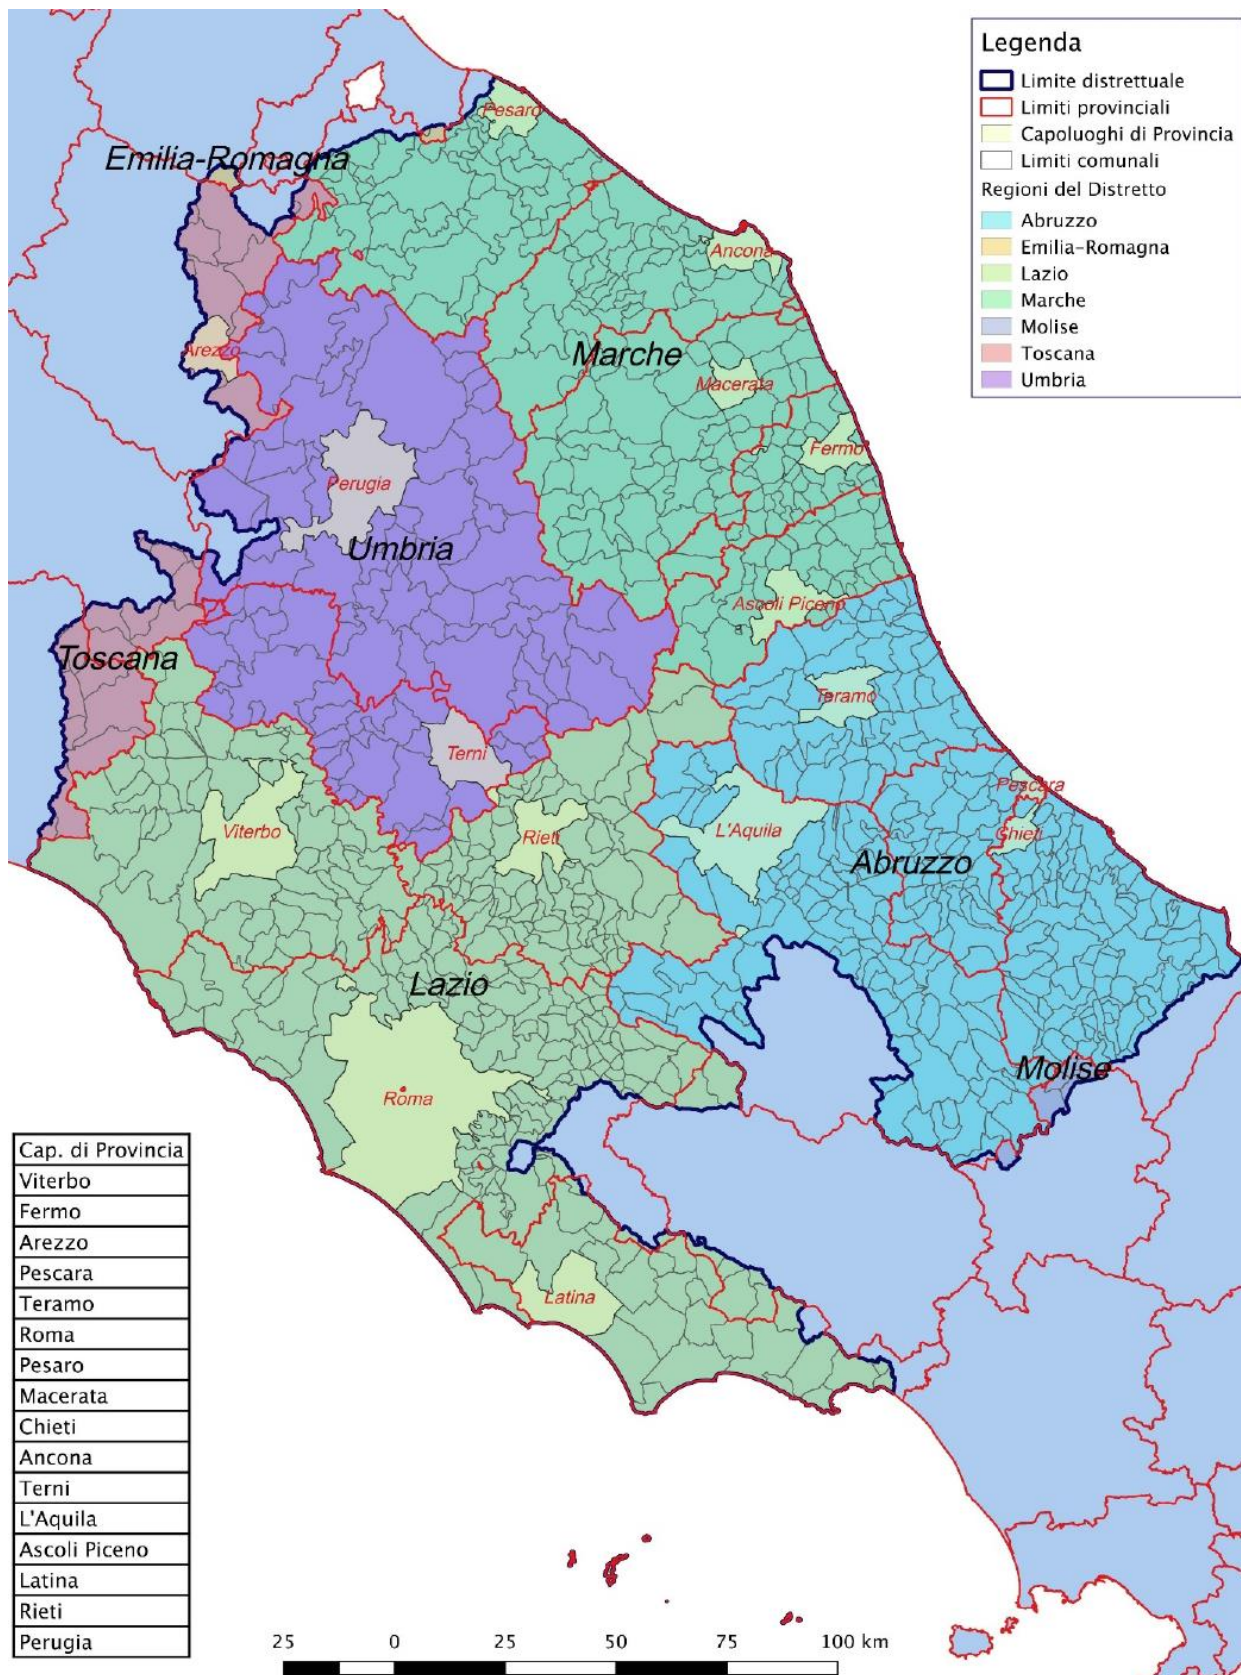 Legenda
Limite distrettuale
Limiti provinciali
Capoluoghi di Provincia
Limiti comunali
Regioni del Distretto
Abruzzo
Emilia-Romagna
Lazio
Marche
Molise
Toscana
Umbria
Pesaro
Emilia-Romagna
Ancona
Arezzo
Marche
Macerata
Fermo
Perugia
Umbria
Ascoli Piceno
Toscana
Teramo
Terni
Pescara
Viterbo
Rieti
L'Aquila
Chieti
Abruzzo
Lazio
Molise
Roma
Latina
Cap. di Provincia
Viterbo
Fermo
Arezzo
Pescara
Teramo
Roma
Pesaro
Macerata
Chieti
Ancona
Terni
L'Aquila
Ascoli Piceno
Latina
Rieti
Perugia
25 0 25 50 75 100 km